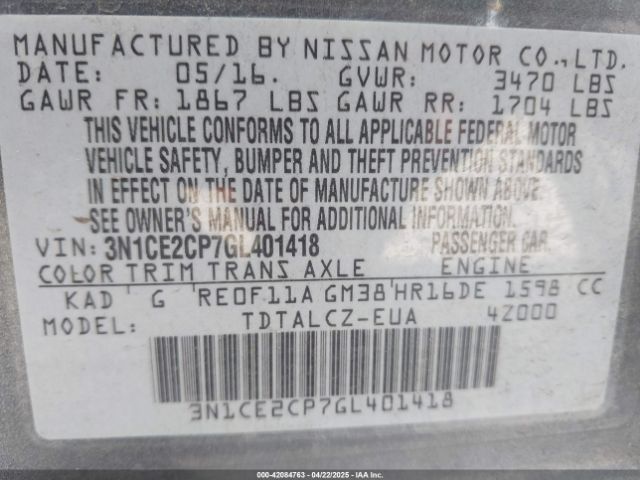 MANUFACTURED BY NISSAN MOTOR CO.,LTD.
DATE: 05/16. GVWR: 3470 LBS
GAWR FR: 1867 LBS GAWR RR: 1704 LBS
THIS VEHICLE CONFORMS TO ALL APPLICABLE FEDERAL MOTOR
VEHICLE SAFETY, BUMPER AND THEFT PREVENTION STANDARDS
IN EFFECT ON THE DATE OF MANUFACTURE SHOWN ABOVE.
SEE OWNER'S MANUAL FOR ADDITIONAL INFORMATION.
VIN: 3N1CE2CP7GL401418 PASSENGER CAR
COLOR TRIM TRANS AXLE ENGINE
KAD G RE0F11A GM38 HR16DE 1598 CC
MODEL: TDTALCZ-EUA 4Z000
3N1CE2CP7GL401418
000-42084763 | 04/22/2025 | IAA, Inc.